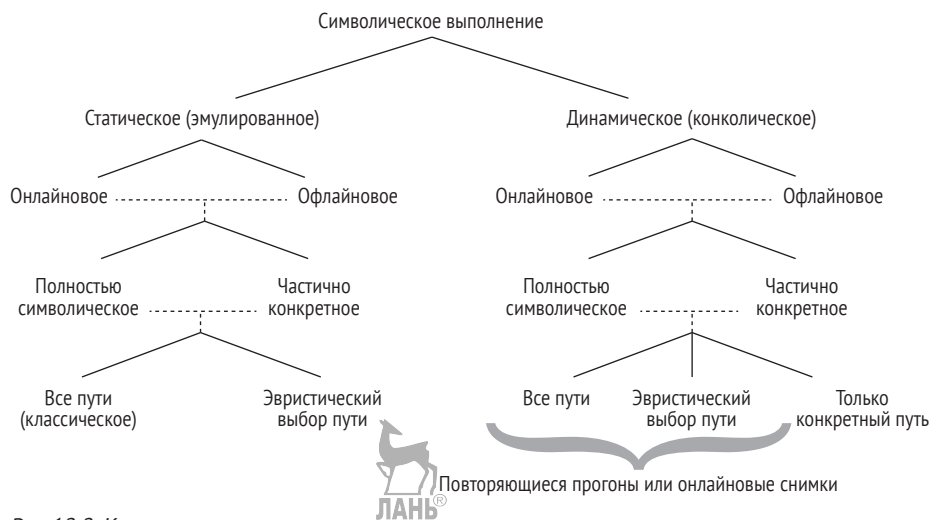 Символическое выполнение
Статическое (эмулированное)
Динамическое (конколическое)
Онлайновое
Офлайновое
Онлайновое
Офлайновое
Полностью
символическое
Частично
конкретное
Полностью
символическое
Частично
конкретное
Все пути
(классическое)
Эвристический
выбор пути
Все пути
Эвристический
выбор пути
Только
конкретный путь
Повторяющиеся прогоны или онлайновые снимки
ЛАНЬ®